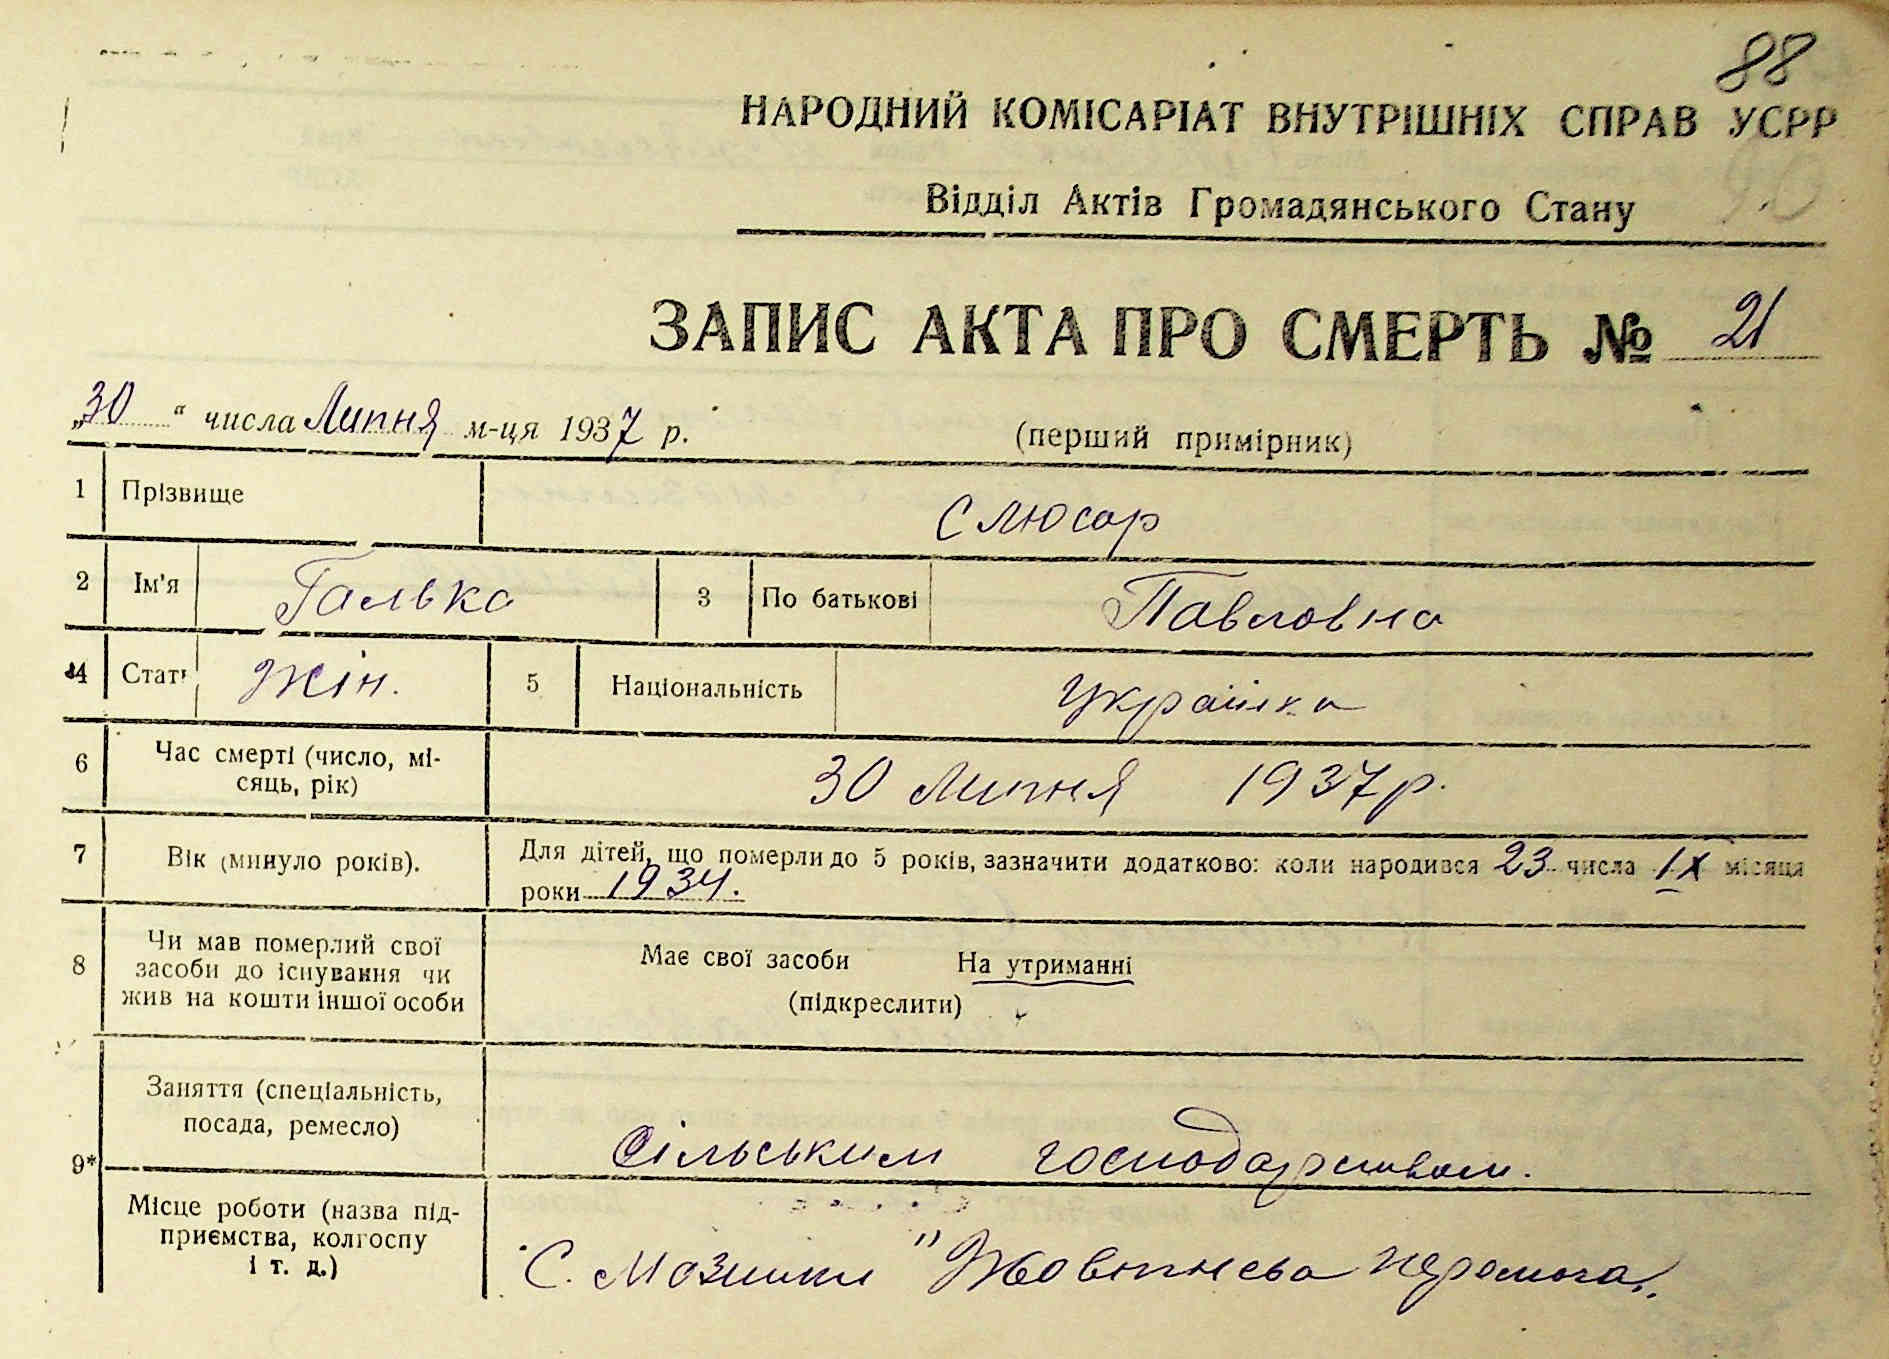 88
НАРОДНИЙ КОМІСАРІАТ ВНУТРІШНІХ СПРАВ УСРР
Відділ Актів Громадянського Стану
ЗАПИС АКТА ПРО СМЕРТЬ № 21
„30“ числа Липня м-ця 1937 р.
(перший примірник)
1 Прізвище Слюсар
2 Ім'я Галька 3 По батькові Павловна
4 Стать Жін. 5 Національність Українка
6 Час смерті (число, мі-
сяць, рік) 30 Липня 1937 р.
7 Вік (минуло років). Для дітей, що померли до 5 років, зазначити додатково: коли народився 23 числа IX місяця
роки 1934.
8 Чи мав померлий свої
засоби до існування чи
жив на кошти іншої особи
Має свої засоби На утриманні
(підкреслити)
9* Заняття (спеціальність,
посада, ремесло) Сільським господарством.
Місце роботи (назва під-
приємства, колгоспу
і т. д.)
С. Мозинки "Жовтнева перемога".